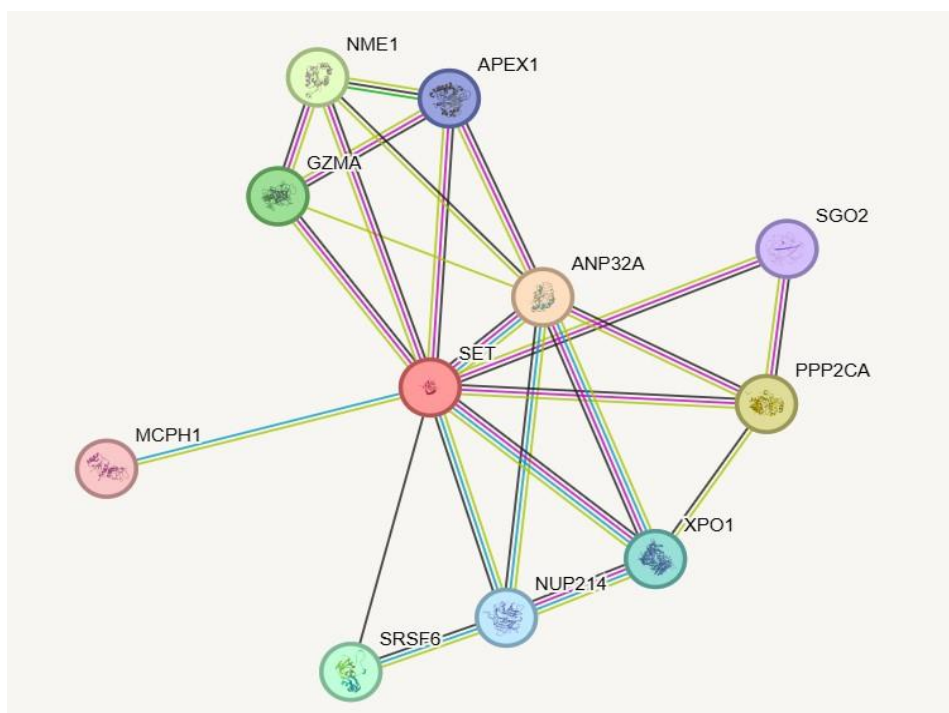 NME1
APEX1
GZMA
SGO2
ANP32A
SET
PPP2CA
MCPH1
XPO1
NUP214
SRSF6